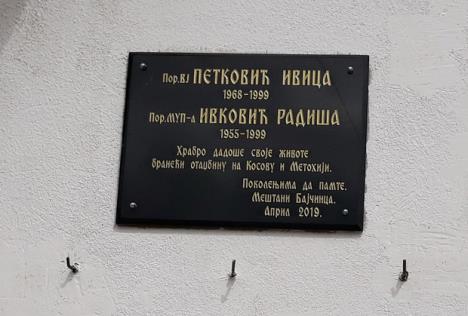 Пор.ВЈ ПЕТКОВИЋ ИВИЦА
1968-1999
Пор.МУП-а ИВКОВИЋ РАДИША
1955-1999
Храбро дадоше своје животе
бранећи отаџбину на Косову и Метохији.
Поколењима да памте.
Мештани Бајчинца.
Април 2019.